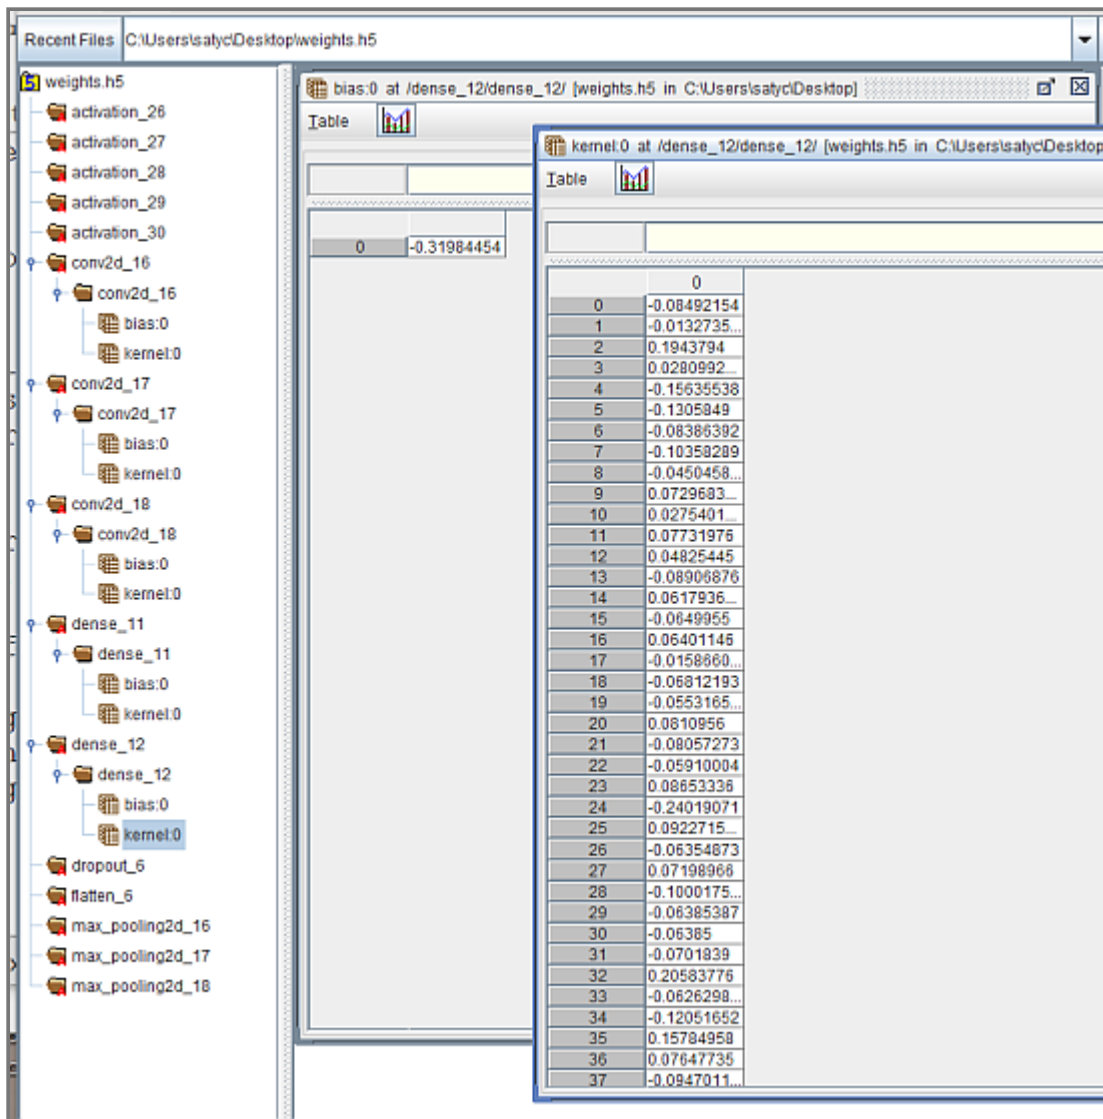 Recent Files C:\Users\satyc\Desktop\weights.h5
weights.h5
activation_26
activation_27
activation_28
activation_29
activation_30
conv2d_16
conv2d_16
bias:0
kernel:0
conv2d_17
conv2d_17
bias:0
kernel:0
conv2d_18
conv2d_18
bias:0
kernel:0
dense_11
dense_11
bias:0
kernel:0
dense_12
dense_12
bias:0
kernel:0
dropout_6
flatten_6
max_pooling2d_16
max_pooling2d_17
max_pooling2d_18
bias:0 at /dense_12/dense_12/ [weights.h5 in C:\Users\satyc\Desktop]
Table
0 -0.31984454
kernel:0 at /dense_12/dense_12/ [weights.h5 in C:\Users\satyc\Desktop
Table
0
0 -0.08492154
1 -0.0132735...
2 0.1943794
3 0.0280992...
4 -0.15635538
5 -0.1305849
6 -0.08386392
7 -0.10358289
8 -0.0450458...
9 0.0729683...
10 0.0275401...
11 0.07731976
12 0.04825445
13 -0.08906876
14 0.0617936...
15 -0.0649955
16 0.06401146
17 -0.0158660...
18 -0.06812193
19 -0.0553165...
20 0.0810956
21 -0.08057273
22 -0.05910004
23 0.08653336
24 -0.24019071
25 0.0922715...
26 -0.06354873
27 0.07198966
28 -0.1000175...
29 -0.06385387
30 -0.06385
31 -0.0701839
32 0.20583776
33 -0.0626298...
34 -0.12051652
35 0.15784958
36 0.07647735
37 -0.0947011...